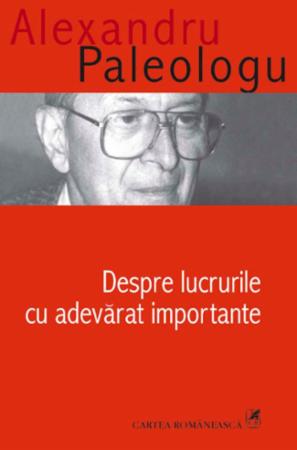 Alexandru
Paleologu
Despre lucrurile
cu adevărat importante
CARTEA ROMÂNEASCĂ